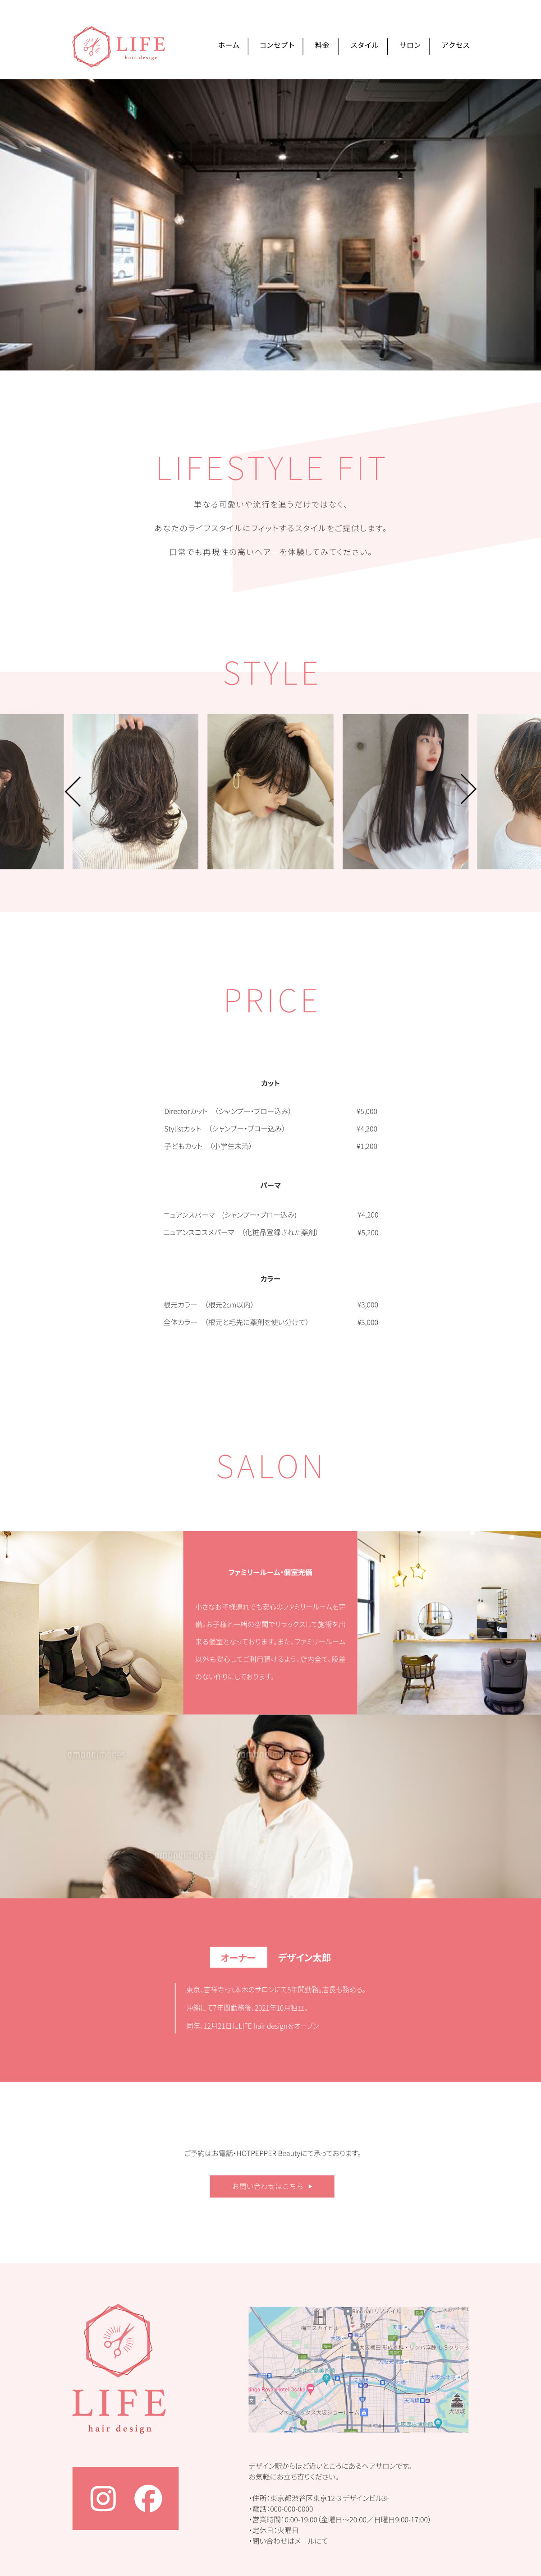 LIFE
hair design
ホーム
コンセプト
料金
スタイル
サロン
アクセス
LIFESTYLE FIT
単なる可愛いや流行を追うだけではなく、
あなたのライフスタイルにフィットするスタイルをご提供します。
日常でも再現性の高いヘアーを体験してみてください。
STYLE
PRICE
カット
Directorカット （シャンプー・ブロー込み） ¥5,000
Stylistカット （シャンプー・ブロー込み） ¥4,200
子どもカット （小学生未満） ¥1,200
パーマ
ニュアンスパーマ （シャンプー・ブロー込み) ¥4,200
ニュアンスコスメパーマ （化粧品登録された薬剤） ¥5,200
カラー
根元カラー （根元2cm以内） ¥3,000
全体カラー （根元と毛先に薬剤を使い分けて） ¥3,000
SALON
ファミリールーム・個室完備
小さなお子様連れでも安心のファミリールームを完
備。お子様と一緒の空間でリラックスして施術を出
来る個室となっております。また、ファミリールーム
以外も安心してご利用頂けるよう、店内全て、段差
のない作りにしております。
オーナー
デザイン太郎
東京、吉祥寺・六本木のサロンにて5年間勤務。店長も務める。
沖縄にて7年間勤務後、2021年10月独立。
同年、12月21日にLIFE hair designをオープン
ご予約はお電話・HOTPEPPER Beautyにて承っております。
お問い合わせはこちら ▶
LIFE
hair design
梅田スカイビル
大阪城
デザイン駅からほど近いところにあるヘアサロンです。
お気軽にお立ち寄りください。
・住所：東京都渋谷区東京12-3 デザインビル3F
・電話：000-000-0000
・営業時間10:00-19:00（金曜日〜20:00／日曜日9:00-17:00）
・定休日：火曜日
・問い合わせはメールにて